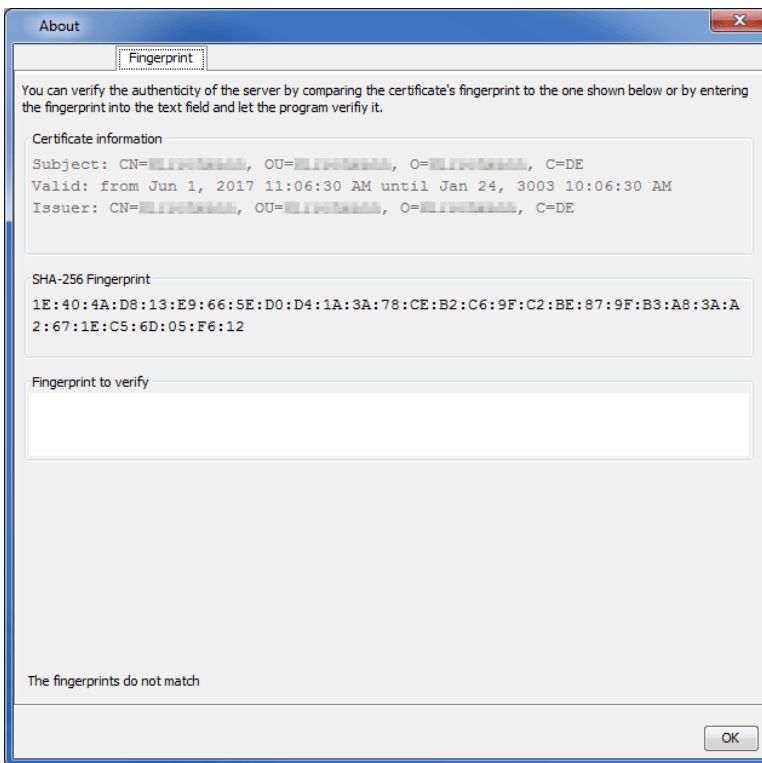 About
Fingerprint
You can verify the authenticity of the server by comparing the certificate's fingerprint to the one shown below or by entering
the fingerprint into the text field and let the program verifiy it.
Certificate information
Subject: CN= , OU= , O= , C=DE
Valid: from Jun 1, 2017 11:06:30 AM until Jan 24, 3003 10:06:30 AM
Issuer: CN= , OU= , O= , C=DE
SHA-256 Fingerprint
1E:40:4A:D8:13:E9:66:5E:D0:D4:1A:3A:78:CE:B2:C6:9F:C2:BE:87:9F:B3:A8:3A:A
2:67:1E:C5:6D:05:F6:12
Fingerprint to verify
The fingerprints do not match
OK